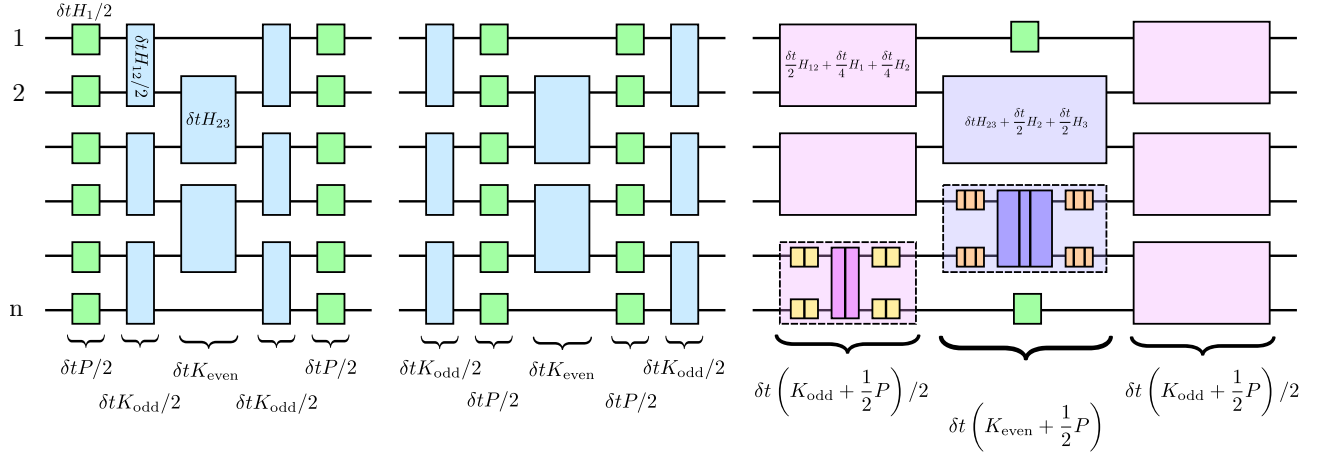 δtH₁/2
1
2
n
δtH₁₂/2
δtH₂₃
δtP/2
δtK_odd/2
δtK_even
δtK_odd/2
δtP/2
δtK_odd/2
δtP/2
δtK_even
δtP/2
δtK_odd/2
δt/2 H₁₂ + δt/4 H₁ + δt/4 H₂
δtH₂₃ + δt/2 H₂ + δt/2 H₃
δt(K_odd + 1/2 P)/2
δt(K_even + 1/2 P)
δt(K_odd + 1/2 P)/2